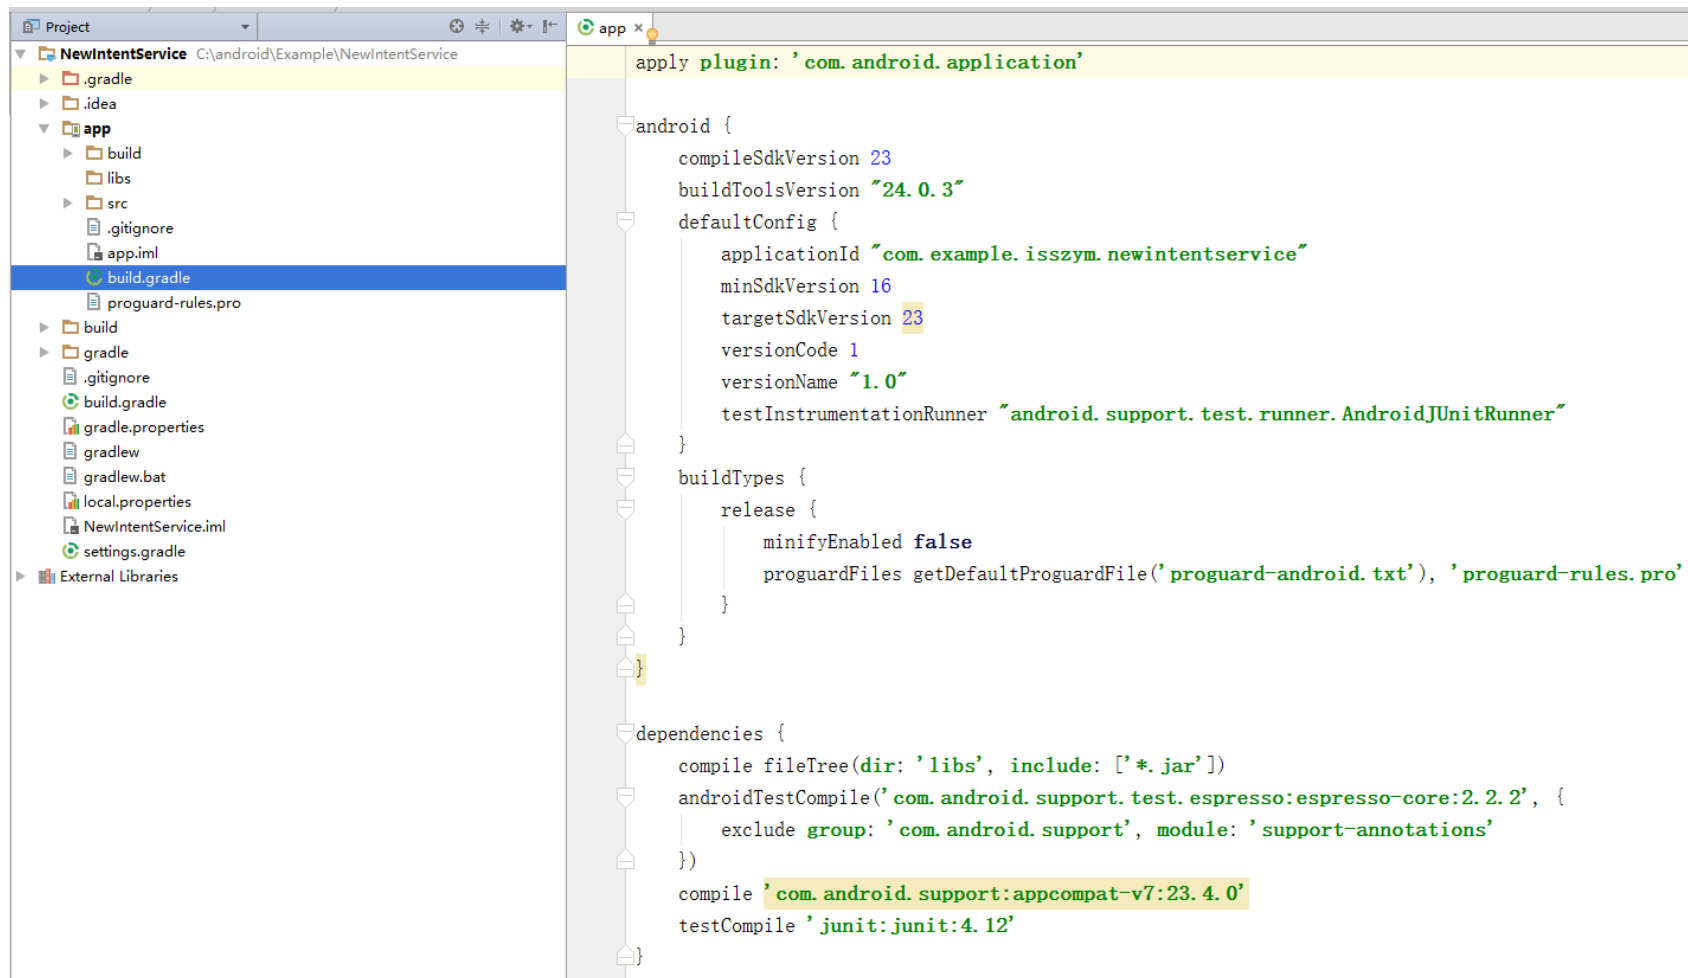 Project
NewIntentService C:\android\Example\NewIntentService
.gradle
.idea
app
build
libs
src
.gitignore
app.iml
build.gradle
proguard-rules.pro
build
gradle
.gitignore
build.gradle
gradle.properties
gradlew
gradlew.bat
local.properties
NewIntentService.iml
settings.gradle
External Libraries
app
apply plugin: 'com.android.application'
android {
compileSdkVersion 23
buildToolsVersion "24.0.3"
defaultConfig {
applicationId "com.example.isszym.newintentservice"
minSdkVersion 16
targetSdkVersion 23
versionCode 1
versionName "1.0"
testInstrumentationRunner "android.support.test.runner.AndroidJUnitRunner"
}
buildTypes {
release {
minifyEnabled false
proguardFiles getDefaultProguardFile('proguard-android.txt'), 'proguard-rules.pro'
}
}
}
dependencies {
compile fileTree(dir: 'libs', include: ['*.jar'])
androidTestCompile('com.android.support.test.espresso:espresso-core:2.2.2', {
exclude group: 'com.android.support', module: 'support-annotations'
})
compile 'com.android.support:appcompat-v7:23.4.0'
testCompile 'junit:junit:4.12'
}